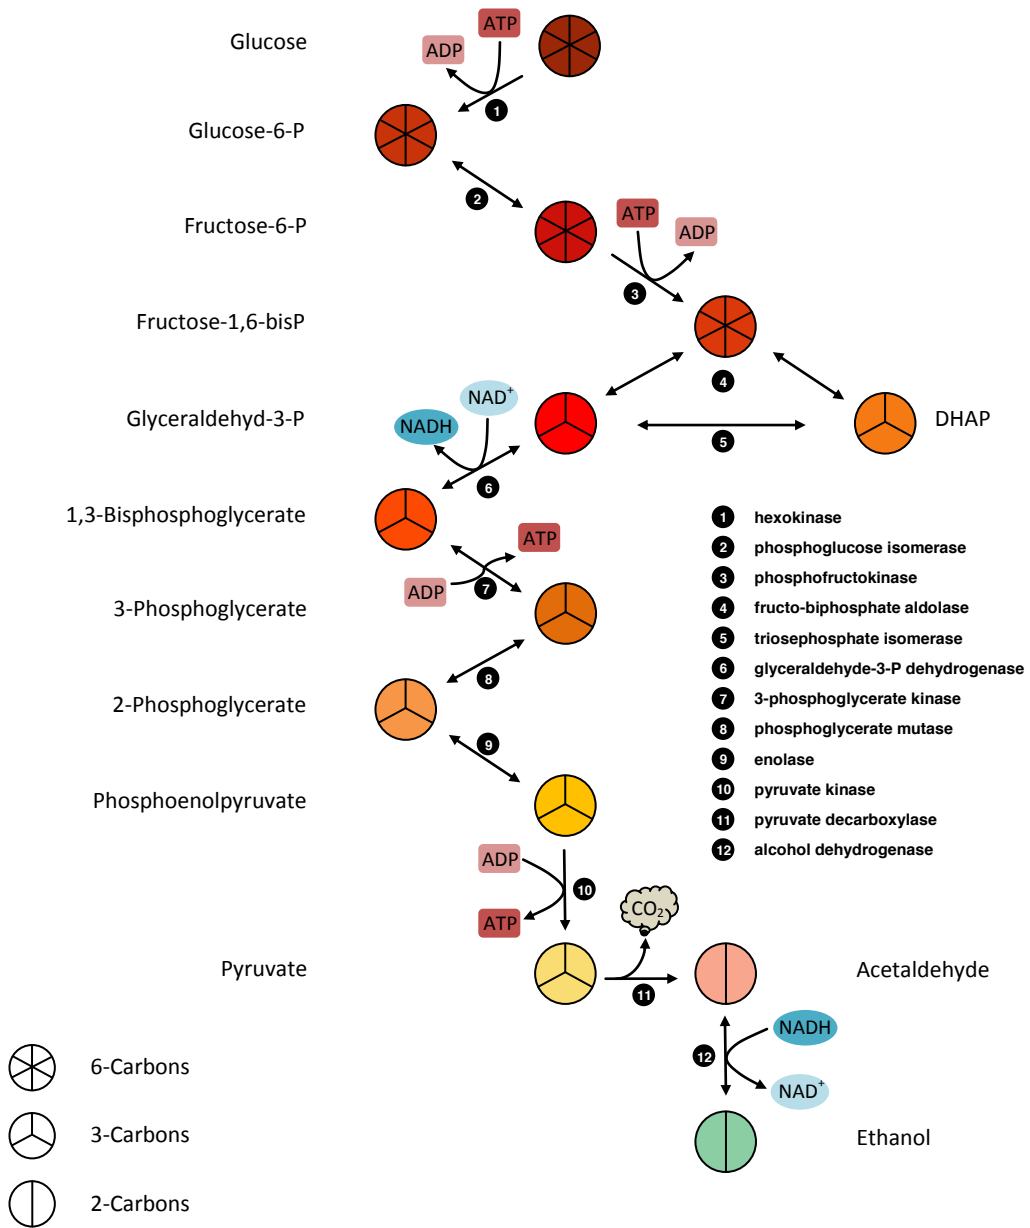 Glucose
ATP
ADP
1
Glucose-6-P
2
Fructose-6-P
ATP
ADP
3
Fructose-1,6-bisP
4
Glyceraldehyd-3-P
NAD⁺
NADH
DHAP
5
6
1,3-Bisphosphoglycerate
ATP
ADP
7
3-Phosphoglycerate
8
2-Phosphoglycerate
9
Phosphoenolpyruvate
ADP
10
ATP
CO₂
Pyruvate
11
Acetaldehyde
NADH
12
NAD⁺
Ethanol
1 hexokinase
2 phosphoglucose isomerase
3 phosphofructokinase
4 fructo-biphosphate aldolase
5 triosephosphate isomerase
6 glyceraldehyde-3-P dehydrogenase
7 3-phosphoglycerate kinase
8 phosphoglycerate mutase
9 enolase
10 pyruvate kinase
11 pyruvate decarboxylase
12 alcohol dehydrogenase
6-Carbons
3-Carbons
2-Carbons